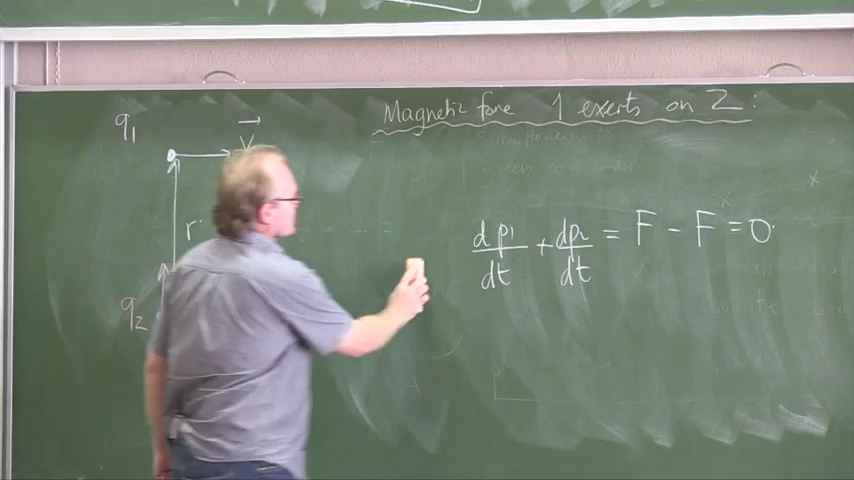 Magnetic force 1 exerts on 2 :
q₁
v⃗
r
dp₁/dt + dp₂/dt = F - F = 0.
q₂